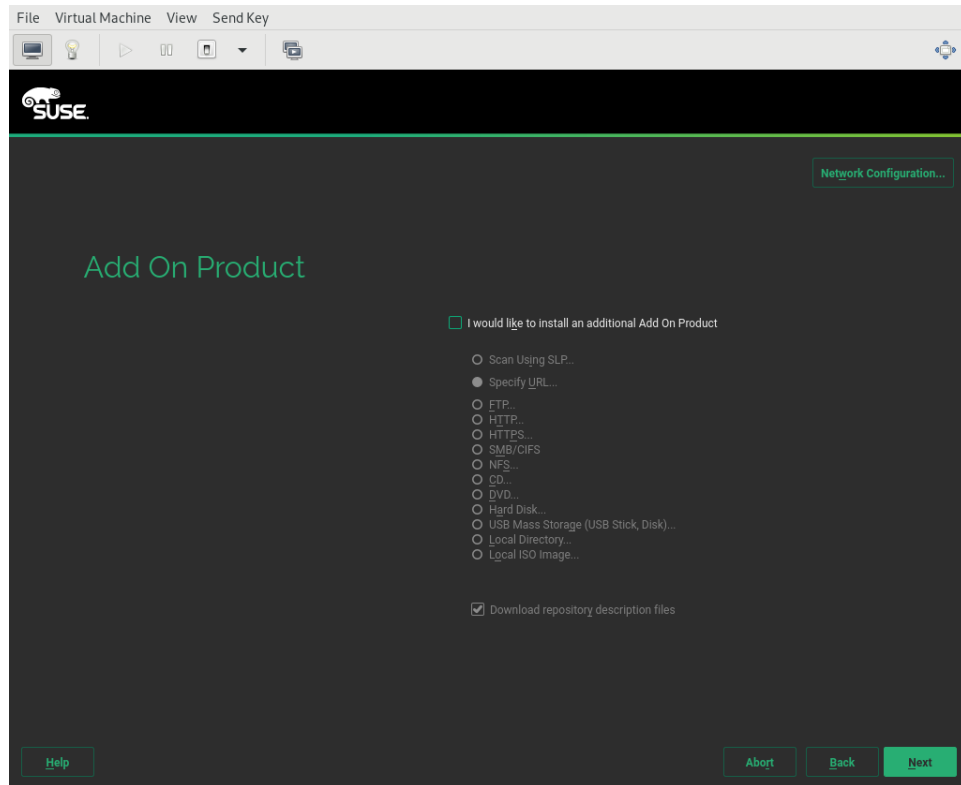 File Virtual Machine View Send Key
SUSE.
Network Configuration...
Add On Product
I would like to install an additional Add On Product
Scan Using SLP...
Specify URL...
FTP...
HTTP...
HTTPS...
SMB/CIFS
NFS...
CD...
DVD...
Hard Disk...
USB Mass Storage (USB Stick, Disk)...
Local Directory...
Local ISO Image...
Download repository description files
Help Abort Back Next